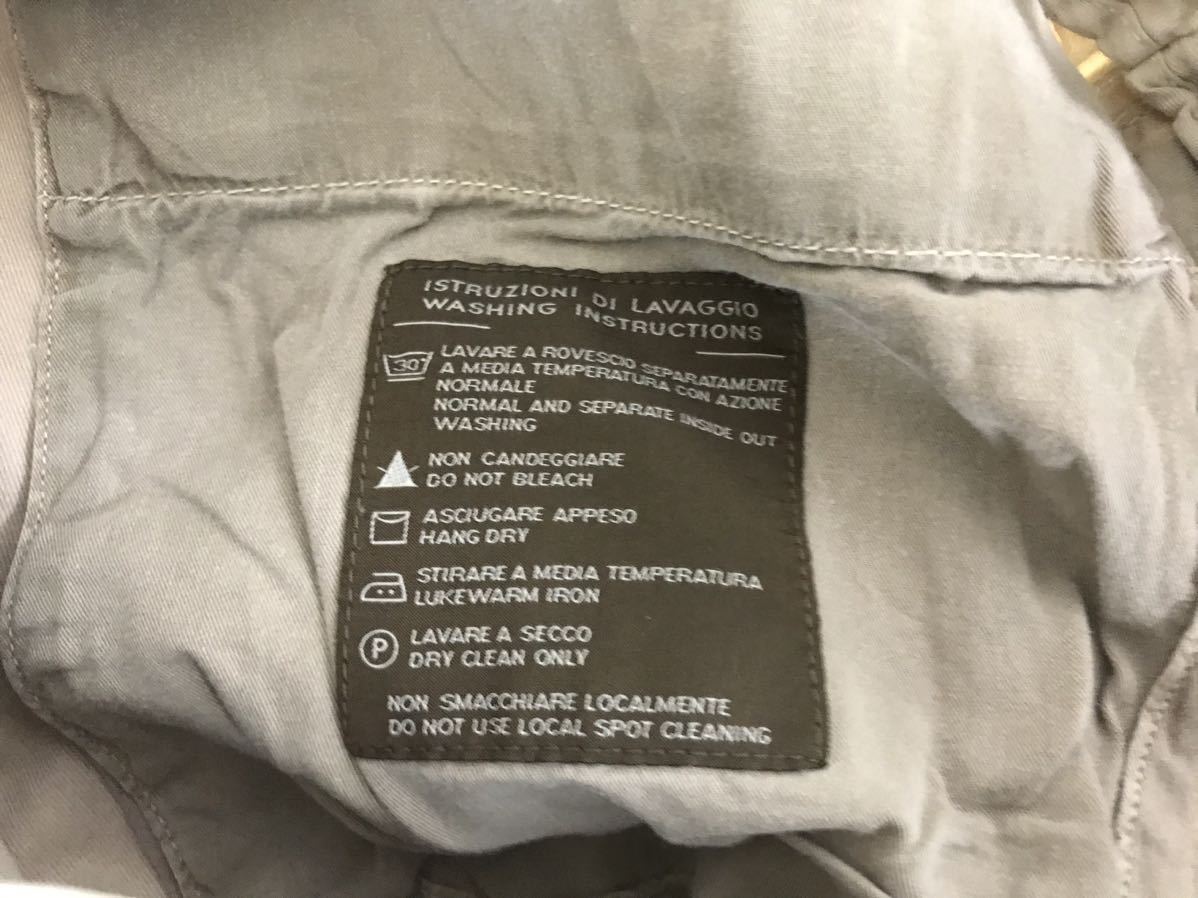 ISTRUZIONI DI LAVAGGIO
WASHING INSTRUCTIONS
30°
LAVARE A ROVESCIO SEPARATAMENTE
A MEDIA TEMPERATURA CON AZIONE
NORMALE
NORMAL AND SEPARATE INSIDE OUT
WASHING
NON CANDEGGIARE
DO NOT BLEACH
ASCIUGARE APPESO
HANG DRY
STIRARE A MEDIA TEMPERATURA
LUKEWARM IRON
P
LAVARE A SECCO
DRY CLEAN ONLY
NON SMACCHIARE LOCALMENTE
DO NOT USE LOCAL SPOT CLEANING